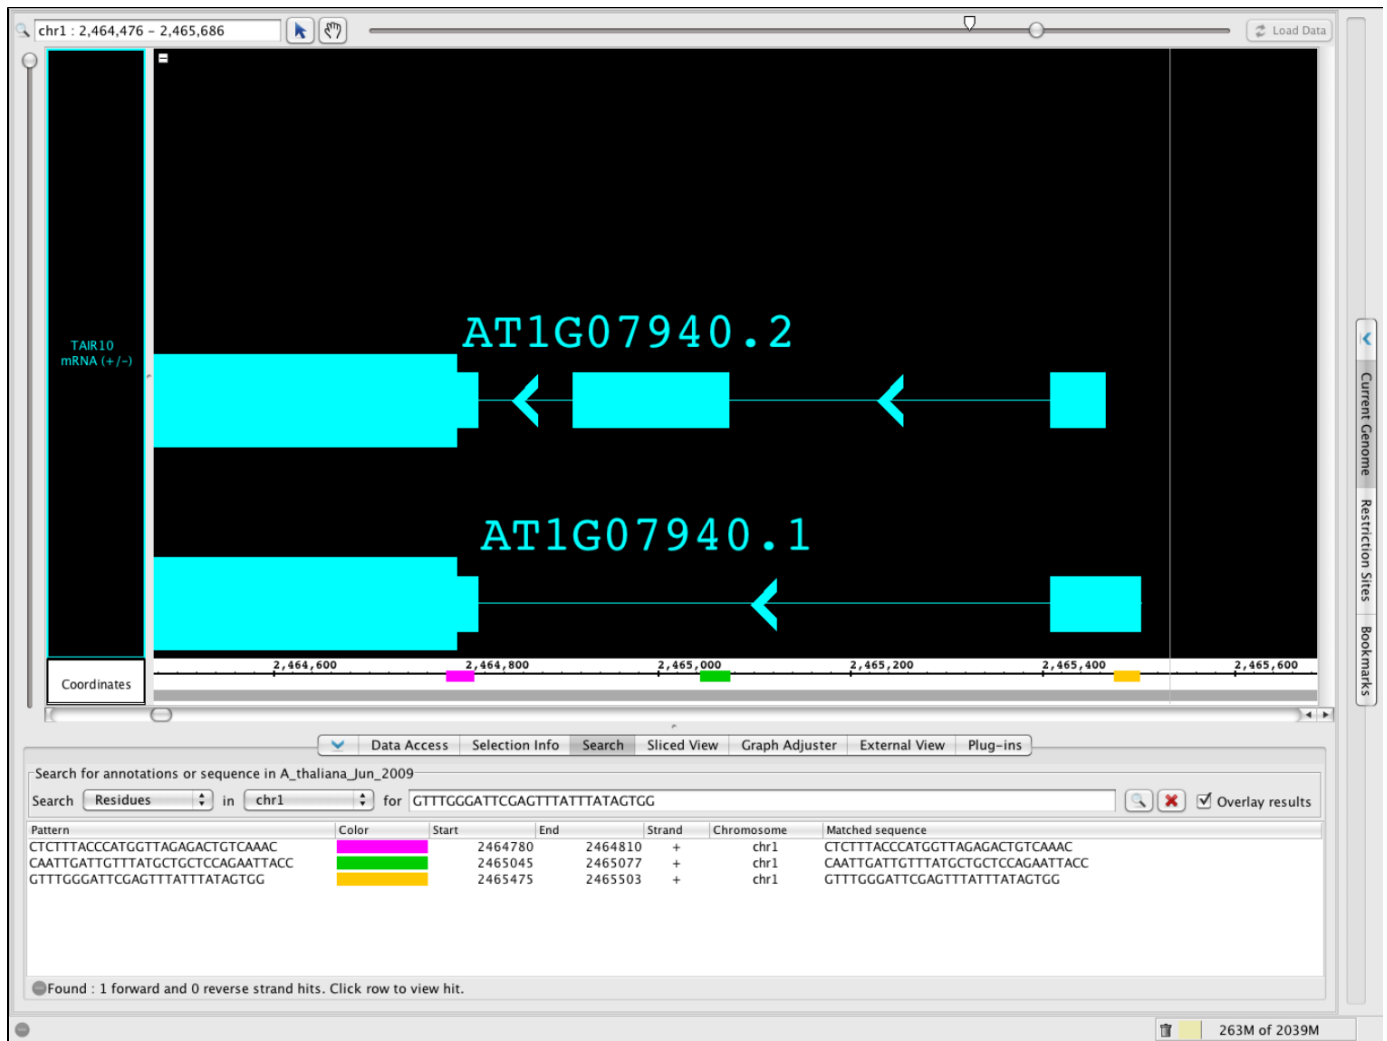 chr1 : 2,464,476 – 2,465,686
Load Data
TAIR10
mRNA (+/-)
AT1G07940.2
AT1G07940.1
Coordinates
2,464,600 2,464,800 2,465,000 2,465,200 2,465,400 2,465,600
Current Genome
Restriction Sites
Bookmarks
Data Access Selection Info Search Sliced View Graph Adjuster External View Plug-ins
Search for annotations or sequence in A_thaliana_Jun_2009
Search Residues in chr1 for GTTTGGGATTCGAGTTTATTTATAGTGG Overlay results
Pattern Color Start End Strand Chromosome Matched sequence
CTCTTTACCCATGGTTAGAGACTGTCAAAC 2464780 2464810 + chr1 CTCTTTACCCATGGTTAGAGACTGTCAAAC
CAATTGATTGTTTATGCTGCTCCAGAATTACC 2465045 2465077 + chr1 CAATTGATTGTTTATGCTGCTCCAGAATTACC
GTTTGGGATTCGAGTTTATTTATAGTGG 2465475 2465503 + chr1 GTTTGGGATTCGAGTTTATTTATAGTGG
Found : 1 forward and 0 reverse strand hits. Click row to view hit.
263M of 2039M